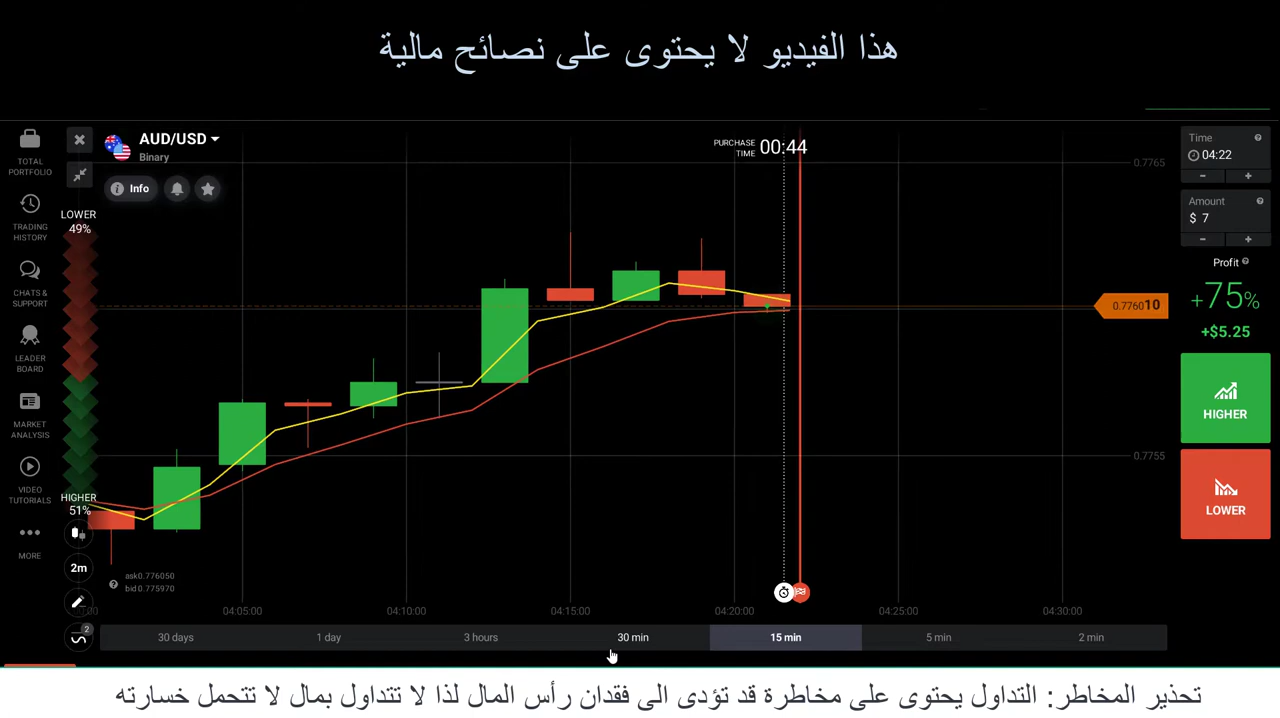 هذا الفيديو لا يحتوى على نصائح مالية
TOTAL
PORTFOLIO
TRADING
HISTORY
CHATS &
SUPPORT
LEADER
BOARD
MARKET
ANALYSIS
VIDEO
TUTORIALS
MORE
AUD/USD
Binary
Info
LOWER
49%
HIGHER
51%
2m
2
ask0.776050
bid0.775970
PURCHASE
TIME 00:44
0.7765
0.776010
0.7755
:00
04:05:00
04:10:00
04:15:00
04:20:00
04:25:00
04:30:00
30 days
1 day
3 hours
30 min
15 min
5 min
2 min
Time
04:22
- +
Amount
$ 7
- +
Profit
+75%
+$5.25
HIGHER
LOWER
تحذير المخاطر: التداول يحتوى على مخاطرة قد تؤدى الى فقدان رأس المال لذا لا تتداول بمال لا تتحمل خسارته